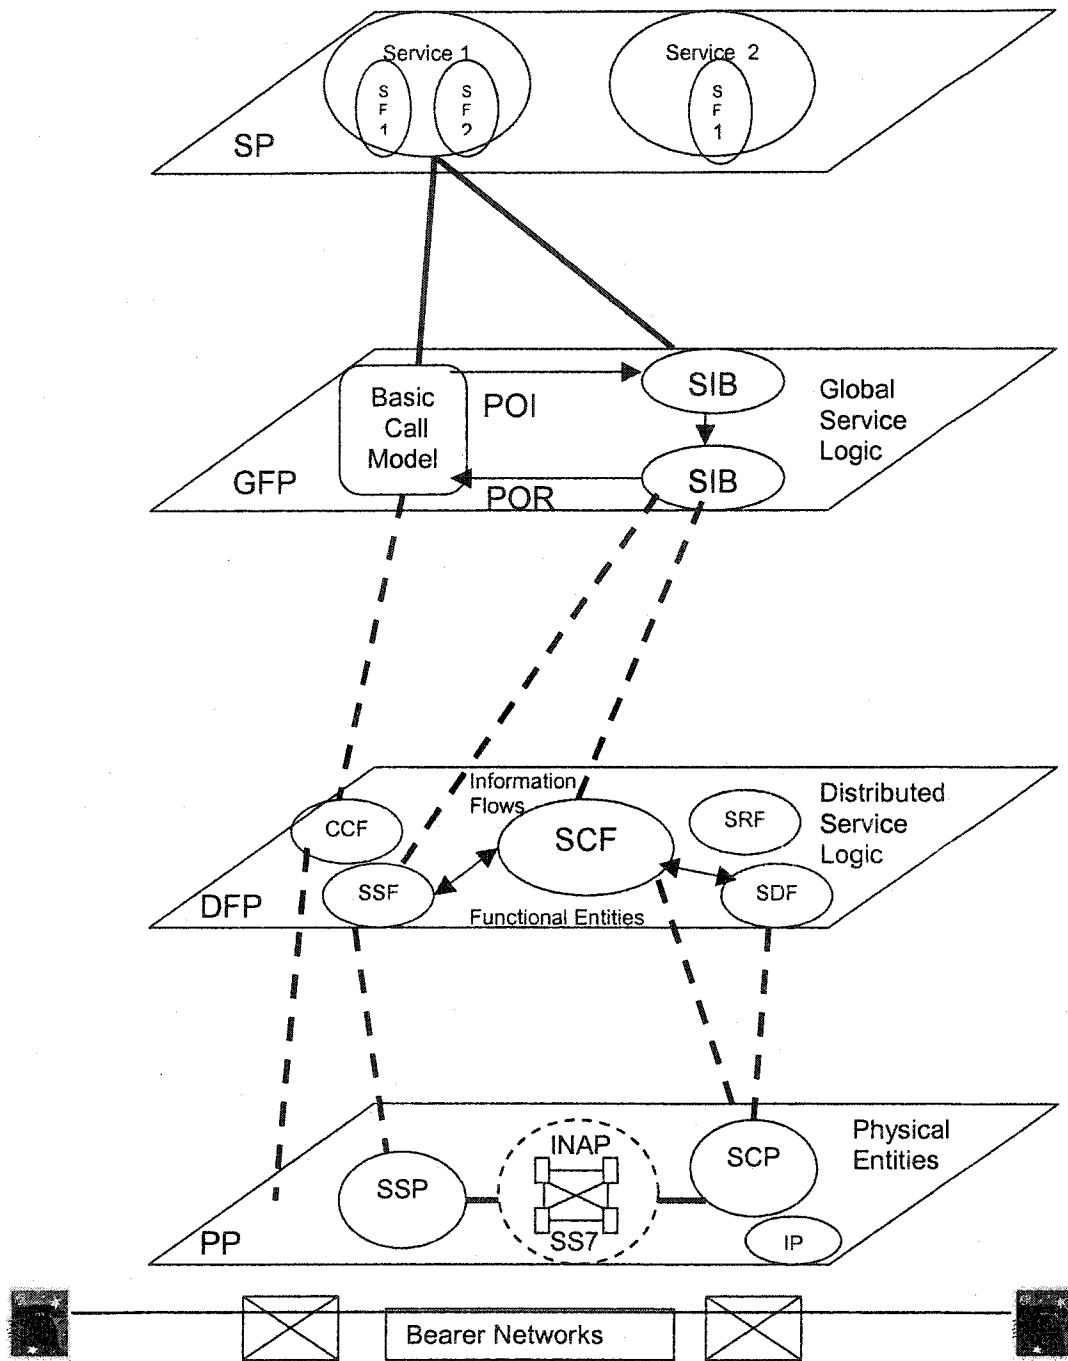 Service 1
Service 2
S
F
1
S
F
2
S
F
1
SP
Basic
Call
Model
POI
SIB
Global
Service
Logic
GFP
POR
SIB
Information
Flows
CCF
SCF
SRF
Distributed
Service
Logic
SSF
SDF
DFP
Functional Entities
INAP
SCP
Physical
Entities
SSP
SS7
IP
PP
Bearer Networks